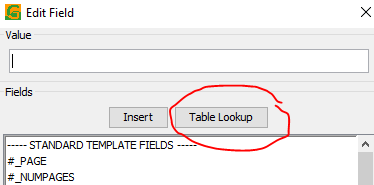 Edit Field
Value
Fields
Insert Table Lookup
----- STANDARD TEMPLATE FIELDS -----
#_PAGE
#_NUMPAGES